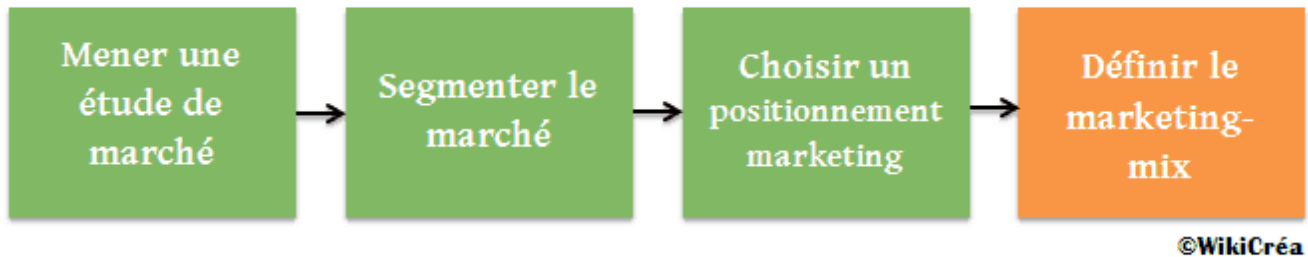 Mener une
étude de
marché
Segmenter le
marché
Choisir un
positionnement
marketing
Définir le
marketing-
mix
©WikiCréa